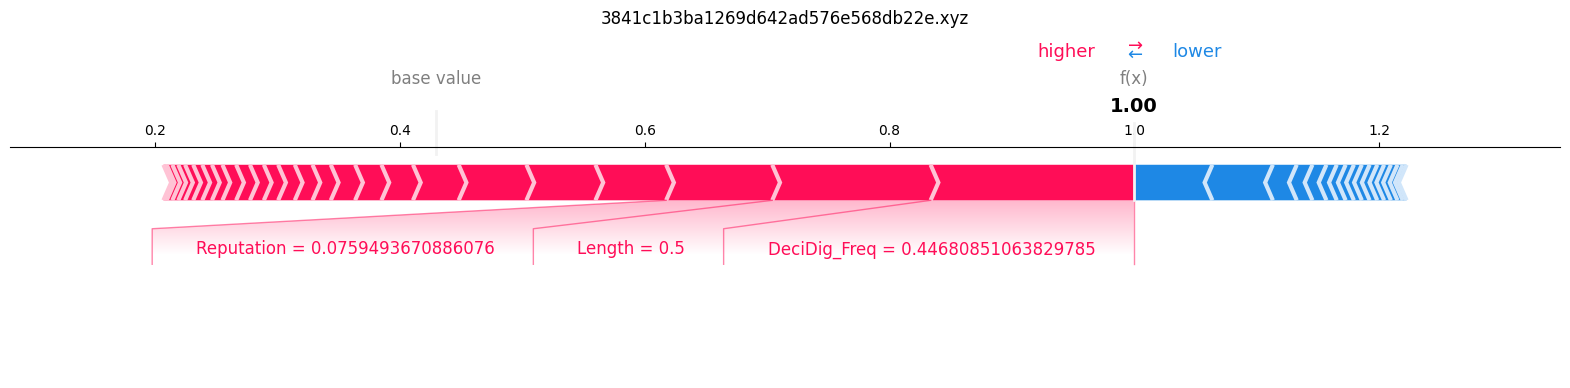 3841c1b3ba1269d642ad576e568db22e.xyz
higher ⇄ lower
base value f(x)
1.00
0.2 0.4 0.6 0.8 1.0 1.2
Reputation = 0.0759493670886076 Length = 0.5 DeciDig_Freq = 0.44680851063829785